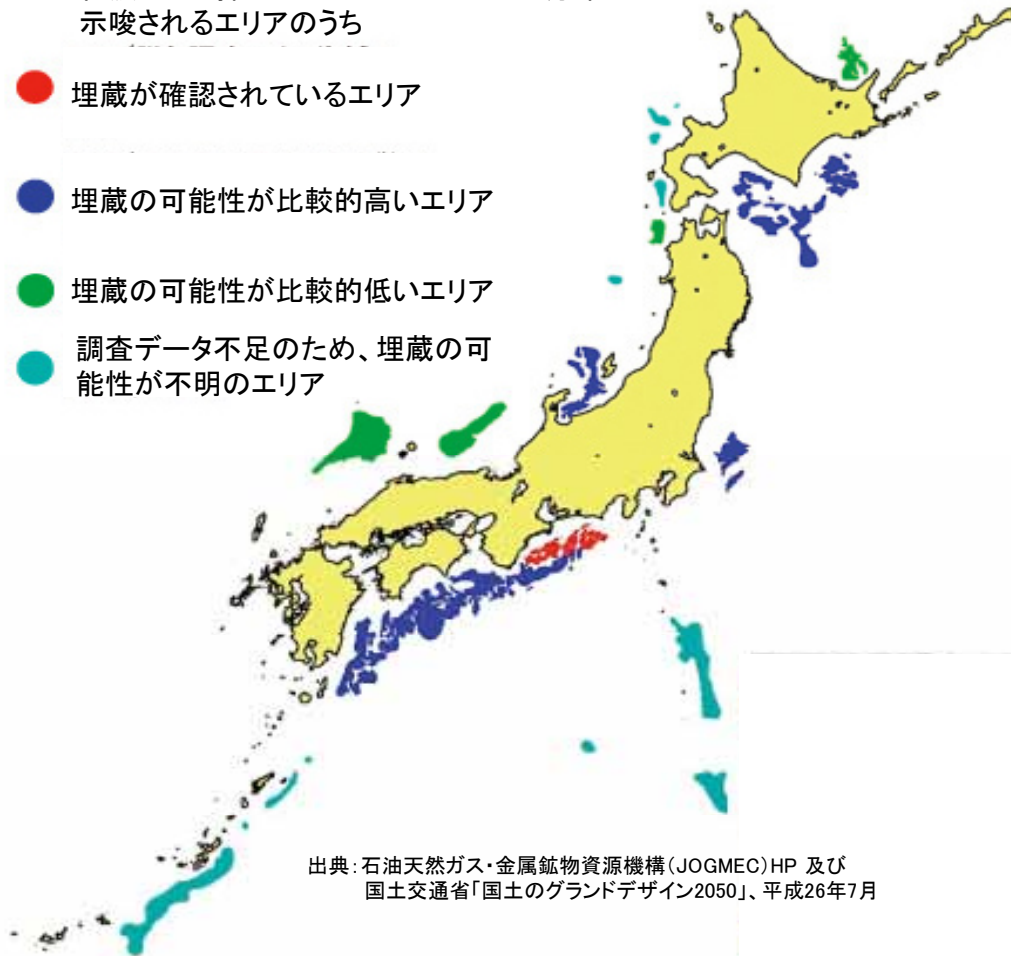 示唆されるエリアのうち
埋蔵が確認されているエリア
埋蔵の可能性が比較的高いエリア
埋蔵の可能性が比較的低いエリア
調査データ不足のため、埋蔵の可
能性が不明のエリア
出典：石油天然ガス・金属鉱物資源機構（JOGMEC）HP 及び
国土交通省「国土のグランドデザイン2050」、平成26年7月